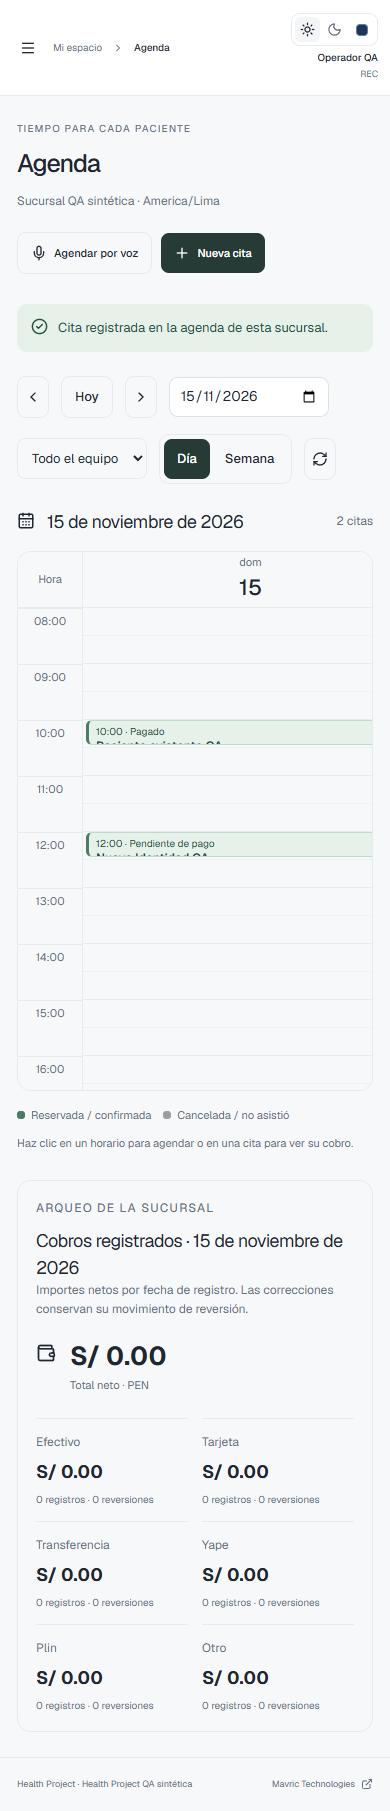 Mi espacio > Agenda
Operador QA
REC
TIEMPO PARA CADA PACIENTE
Agenda
Sucursal QA sintética · America/Lima
Agendar por voz
Nueva cita
Cita registrada en la agenda de esta sucursal.
Hoy
15/11/2026
Todo el equipo
Día
Semana
15 de noviembre de 2026
2 citas
Hora
dom
15
08:00
09:00
10:00
10:00 · Pagado
11:00
12:00
12:00 · Pendiente de pago
13:00
14:00
15:00
16:00
Reservada / confirmada
Cancelada / no asistió
Haz clic en un horario para agendar o en una cita para ver su cobro.
ARQUEO DE LA SUCURSAL
Cobros registrados · 15 de noviembre de
2026
Importes netos por fecha de registro. Las correcciones
conservan su movimiento de reversión.
S/ 0.00
Total neto · PEN
Efectivo
S/ 0.00
0 registros · 0 reversiones
Tarjeta
S/ 0.00
0 registros · 0 reversiones
Transferencia
S/ 0.00
0 registros · 0 reversiones
Yape
S/ 0.00
0 registros · 0 reversiones
Plin
S/ 0.00
0 registros · 0 reversiones
Otro
S/ 0.00
0 registros · 0 reversiones
Health Project · Health Project QA sintética
Mavric Technologies